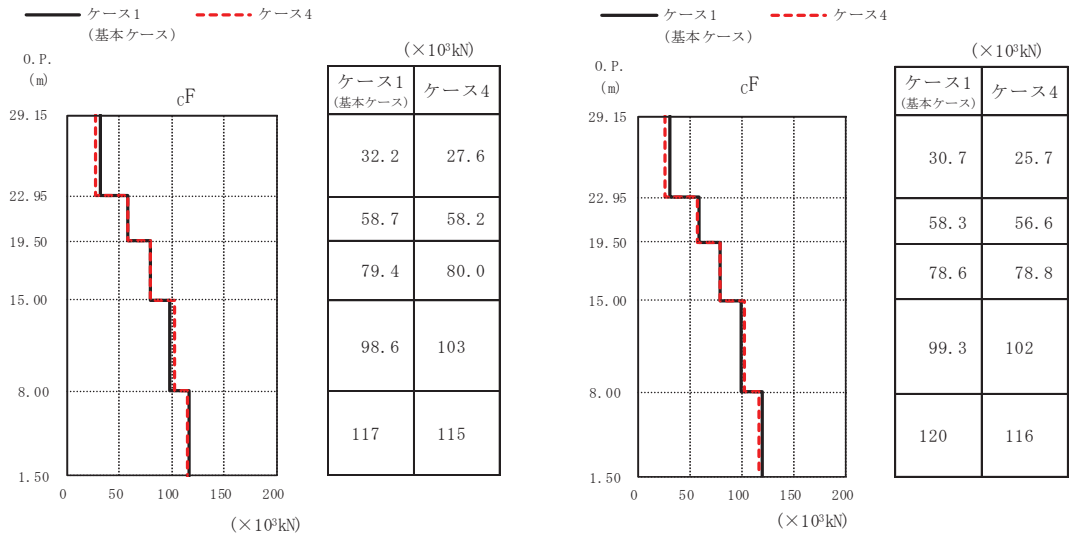 ケース1
(基本ケース)
ケース4
(×10³kN)
O.P.
(m)
cF
ケース1
(基本ケース)
ケース4
29.15
22.95
19.50
15.00
8.00
1.50
32.2 27.6
58.7 58.2
79.4 80.0
98.6 103
117 115
0 50 100 150 200
(×10³kN)
ケース1
(基本ケース)
ケース4
(×10³kN)
O.P.
(m)
cF
ケース1
(基本ケース)
ケース4
29.15
22.95
19.50
15.00
8.00
1.50
30.7 25.7
58.3 56.6
78.6 78.8
99.3 102
120 116
0 50 100 150 200
(×10³kN)